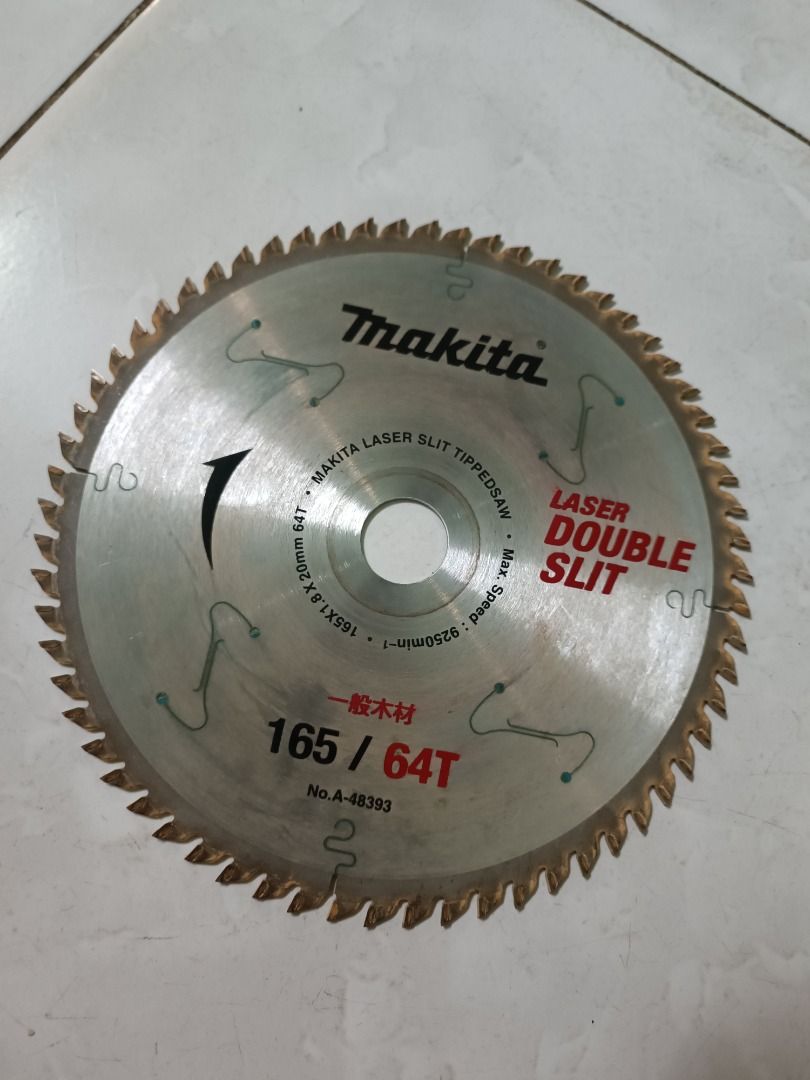 makita®
MAKITA LASER SLIT TIPPEDSAW • Max. Speed : 9250min⁻¹ • 165X1.8X20mm 64T •
LASER
DOUBLE
SLIT
一般木材
165 / 64T
No.A-48393